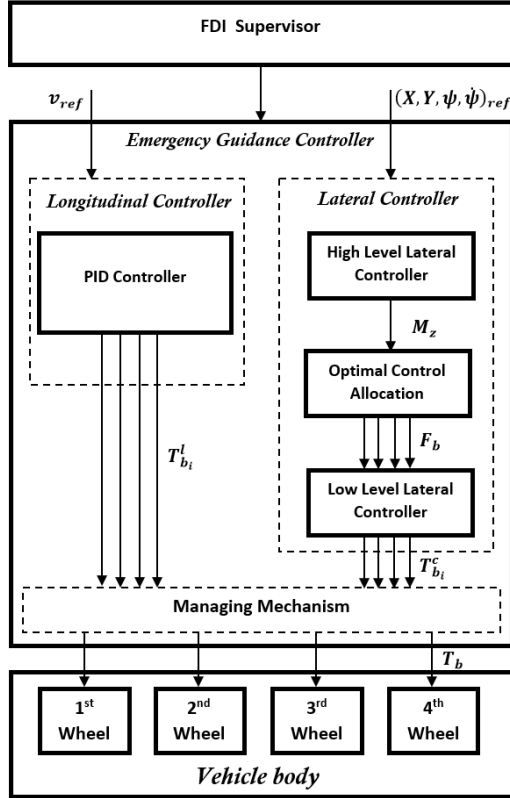 FDI Supervisor
v_ref
(X, Y, ψ, ψ̇)_ref
Emergency Guidance Controller
Longitudinal Controller
PID Controller
T^l_{b_i}
Lateral Controller
High Level Lateral
Controller
M_z
Optimal Control
Allocation
F_b
Low Level Lateral
Controller
T^c_{b_i}
Managing Mechanism
T_b
1st
Wheel
2nd
Wheel
3rd
Wheel
4th
Wheel
Vehicle body